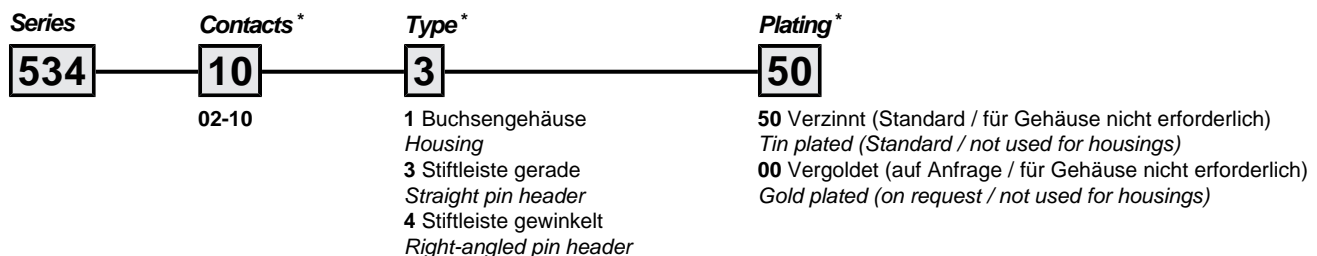 Series Contacts* Type* Plating*
534 10 3 50
02-10
1 Buchsengehäuse
Housing
3 Stiftleiste gerade
Straight pin header
4 Stiftleiste gewinkelt
Right-angled pin header
50 Verzinnt (Standard / für Gehäuse nicht erforderlich)
Tin plated (Standard / not used for housings)
00 Vergoldet (auf Anfrage / für Gehäuse nicht erforderlich)
Gold plated (on request / not used for housings)